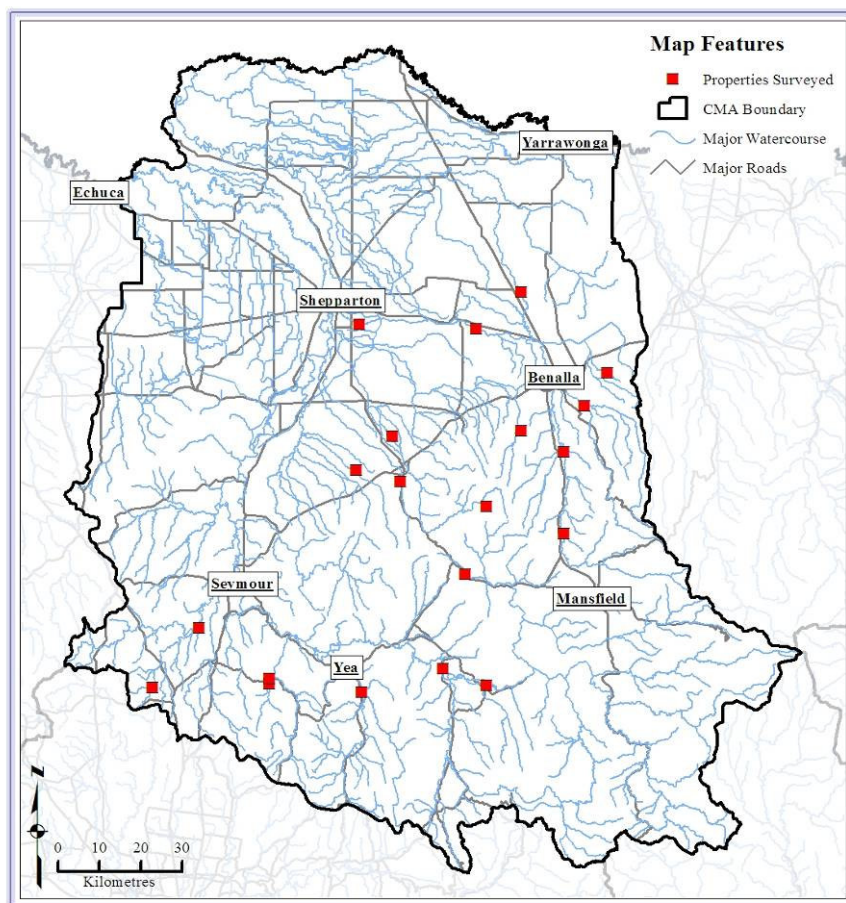 Map Features
Properties Surveyed
CMA Boundary
Major Watercourse
Major Roads
Yarrawonga
Echuca
Shepparton
Benalla
Seymour
Mansfield
Yea
N
0 10 20 30
Kilometres